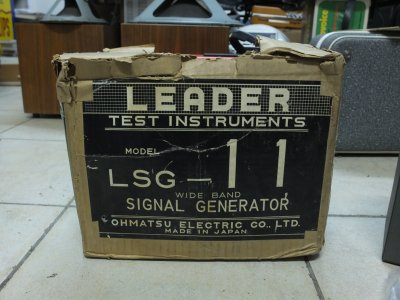 LEADER
TEST INSTRUMENTS
MODEL
LSG-11
WIDE BAND
SIGNAL GENERATOR
OHMATSU ELECTRIC CO., LTD.
MADE IN JAPAN